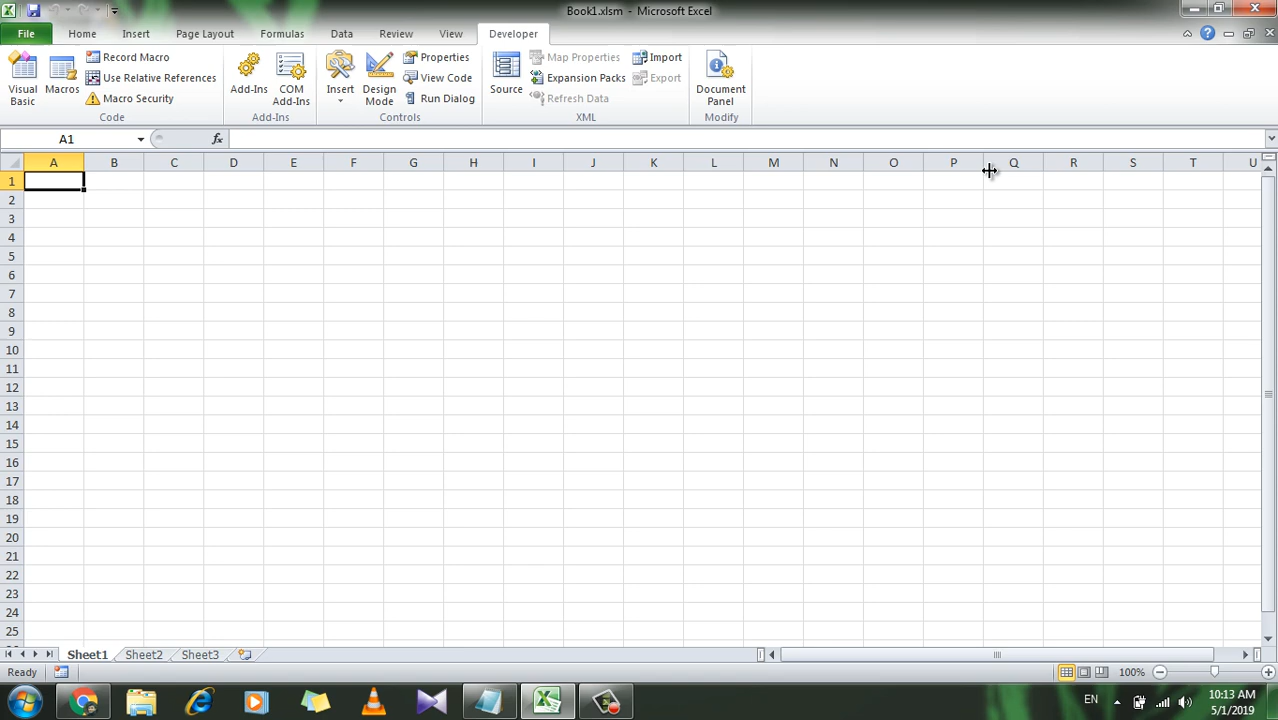 Book1.xlsm - Microsoft Excel
File Home Insert Page Layout Formulas Data Review View Developer
Visual Basic
Macros
Record Macro
Use Relative References
Macro Security
Code
Add-Ins
COM Add-Ins
Add-Ins
Insert
Design Mode
Properties
View Code
Run Dialog
Controls
Source
Map Properties
Expansion Packs
Refresh Data
Import
Export
XML
Document Panel
Modify
A1 fx
A B C D E F G H I J K L M N O P Q R S T U
1
2
3
4
5
6
7
8
9
10
11
12
13
14
15
16
17
18
19
20
21
22
23
24
25
Sheet1 Sheet2 Sheet3
Ready 100%
EN 10:13 AM
5/1/2019